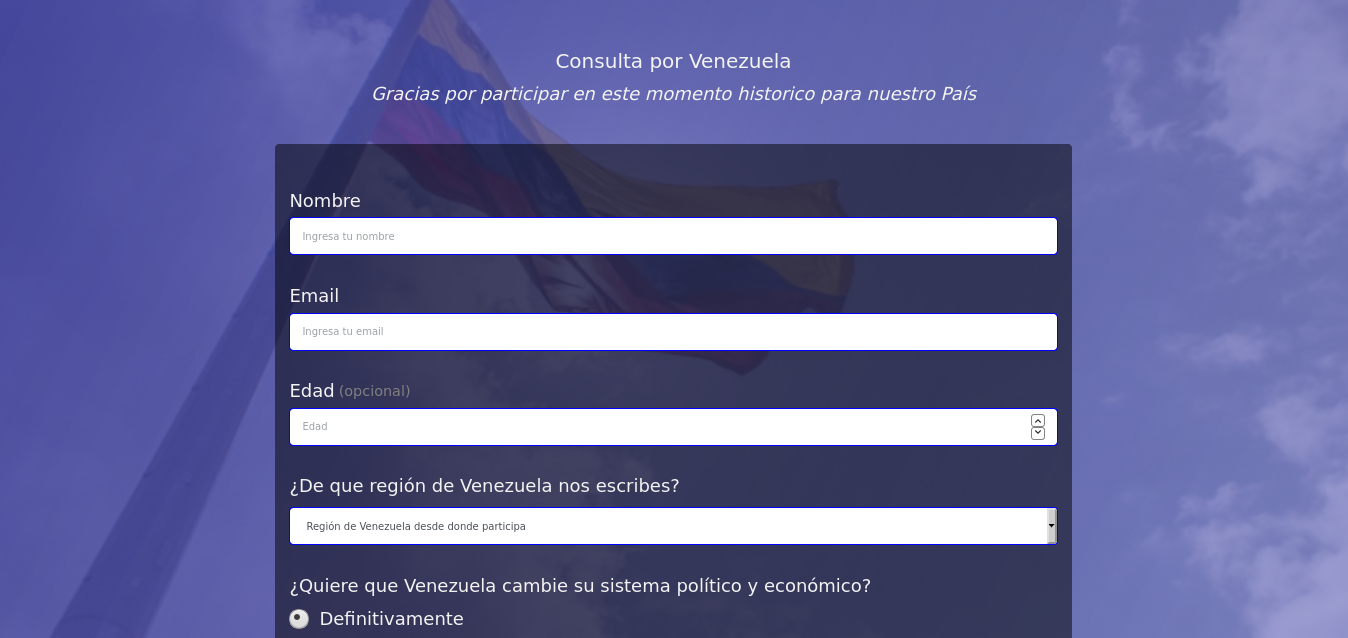 Consulta por Venezuela
Gracias por participar en este momento historico para nuestro País
Nombre
Ingresa tu nombre
Email
Ingresa tu email
Edad (opcional)
Edad
¿De que región de Venezuela nos escribes?
Región de Venezuela desde donde participa
¿Quiere que Venezuela cambie su sistema político y económico?
Definitivamente